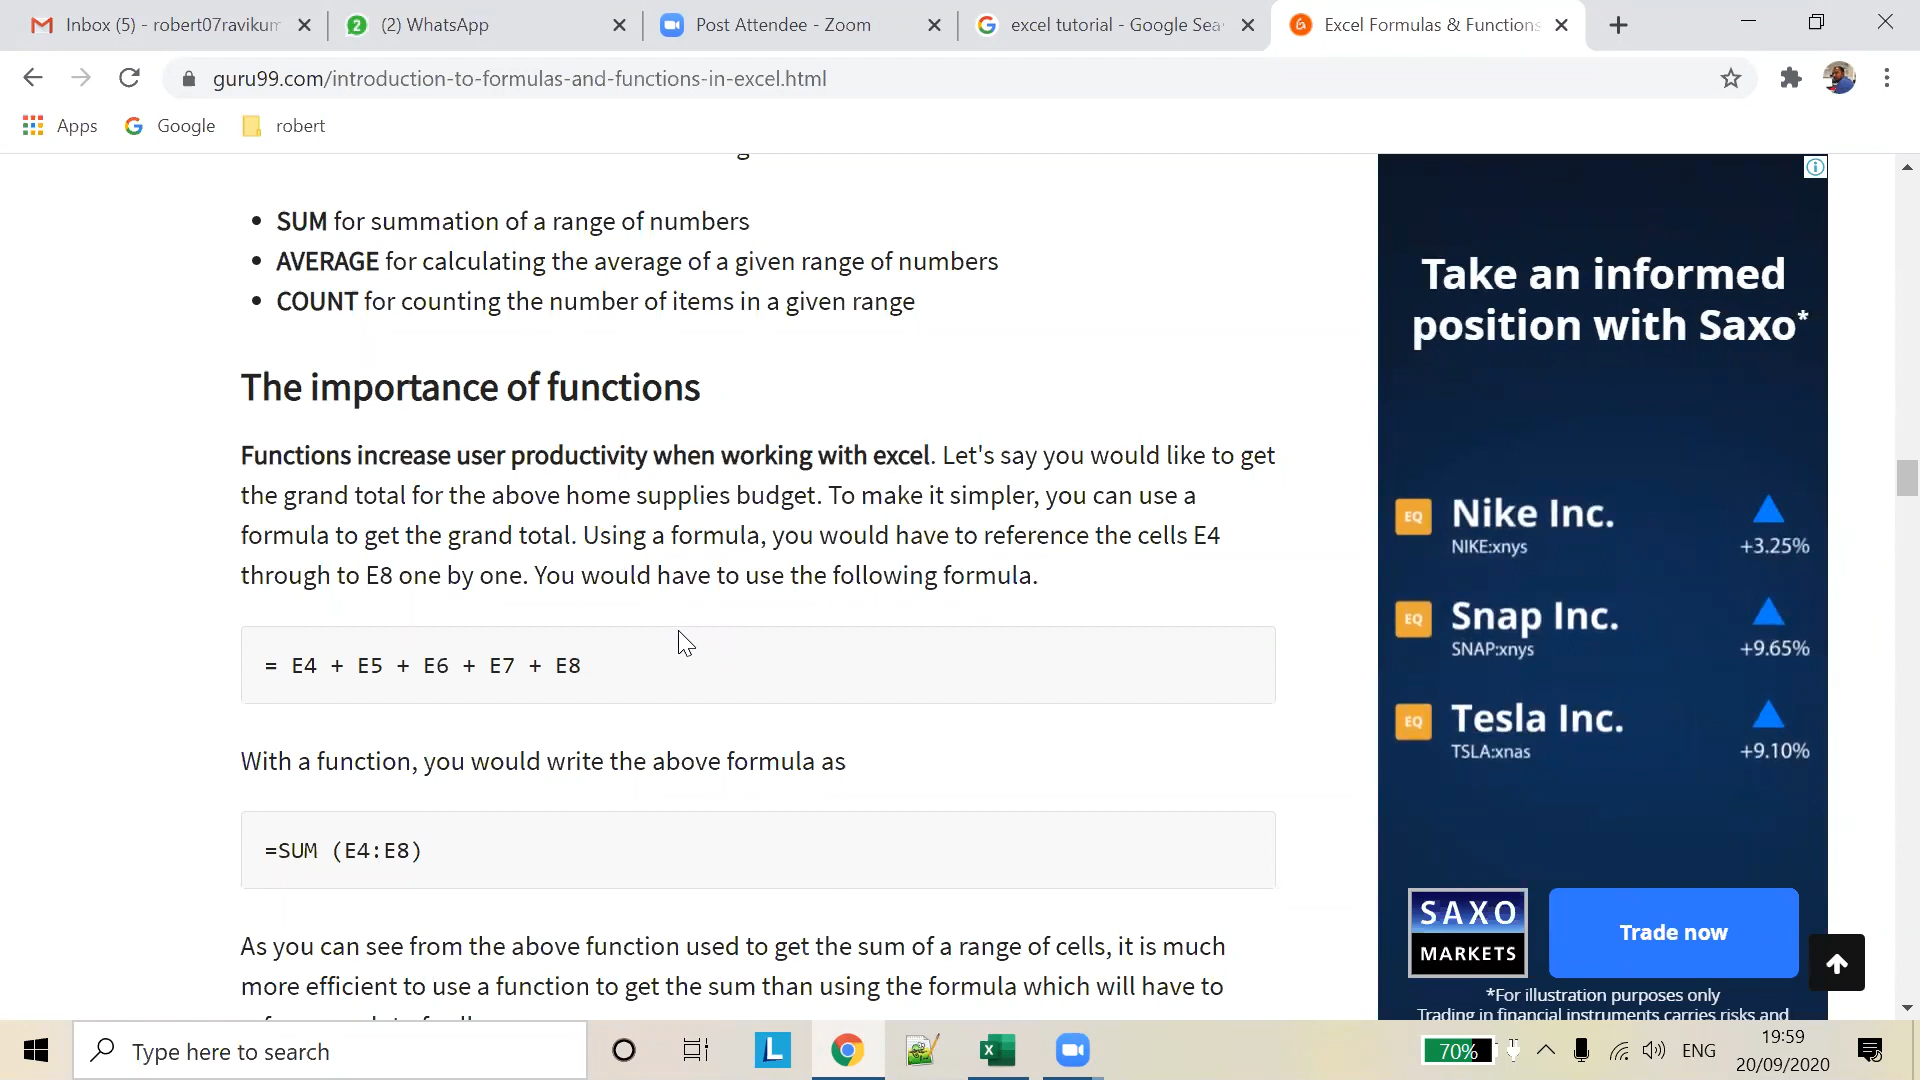 Inbox (5) - robert07ravikum
2
(2) WhatsApp
Post Attendee - Zoom
excel tutorial - Google Sea
Excel Formulas & Functions
guru99.com/introduction-to-formulas-and-functions-in-excel.html
Apps
Google
robert
• SUM for summation of a range of numbers
• AVERAGE for calculating the average of a given range of numbers
• COUNT for counting the number of items in a given range
The importance of functions
Functions increase user productivity when working with excel. Let's say you would like to get
the grand total for the above home supplies budget. To make it simpler, you can use a
formula to get the grand total. Using a formula, you would have to reference the cells E4
through to E8 one by one. You would have to use the following formula.
= E4 + E5 + E6 + E7 + E8
With a function, you would write the above formula as
=SUM (E4:E8)
As you can see from the above function used to get the sum of a range of cells, it is much
more efficient to use a function to get the sum than using the formula which will have to
Take an informed
position with Saxo*
EQ
Nike Inc.
NIKE:xnys
+3.25%
EQ
Snap Inc.
SNAP:xnys
+9.65%
EQ
Tesla Inc.
TSLA:xnas
+9.10%
SAXO
MARKETS
Trade now
*For illustration purposes only
Trading in financial instruments carries risks and
Type here to search
L
X
70%
ENG
19:59
20/09/2020